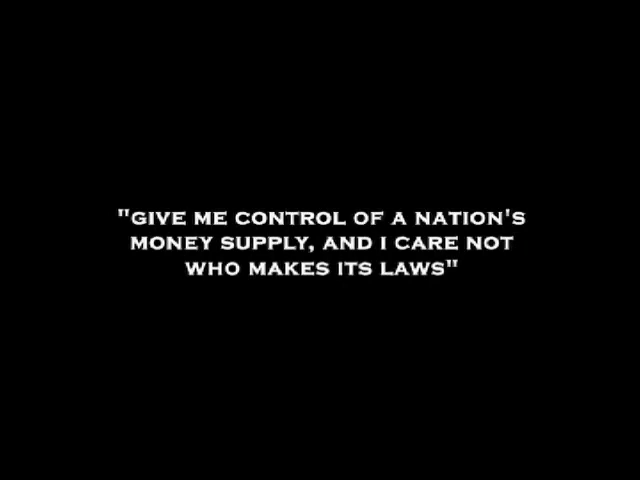 "GIVE ME CONTROL OF A NATION'S
MONEY SUPPLY, AND I CARE NOT
WHO MAKES ITS LAWS"